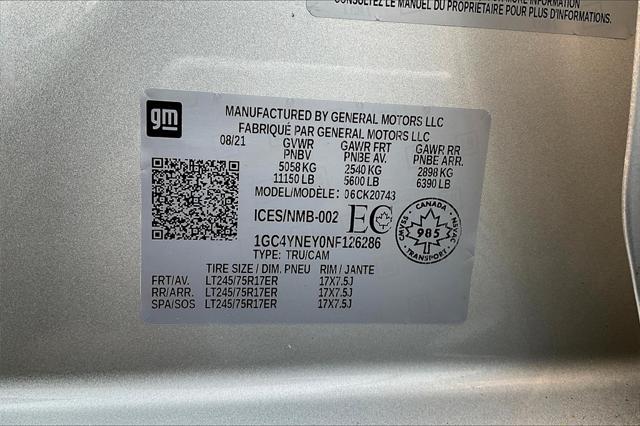 MORE INFORMATION
CONSULTEZ LE MANUEL DU PROPRIÉTAIRE POUR PLUS D'INFORMATIONS.
gm
MANUFACTURED BY GENERAL MOTORS LLC
FABRIQUÉ PAR GENERAL MOTORS LLC
08/21 GVWR GAWR FRT GAWR RR
PNBV PNBE AV. PNBE ARR.
5058 KG 2540 KG 2898 KG
11150 LB 5600 LB 6390 LB
MODEL/MODÈLE: 06CK20743
ICES/NMB-002 EC
CANADA
CMVSS 985 NSVAC
TRANSPORT
1GC4YNEY0NF126286
TYPE: TRU/CAM
TIRE SIZE / DIM. PNEU RIM / JANTE
FRT/AV. LT245/75R17ER 17X7.5J
RR/ARR. LT245/75R17ER 17X7.5J
SPA/SOS LT245/75R17ER 17X7.5J